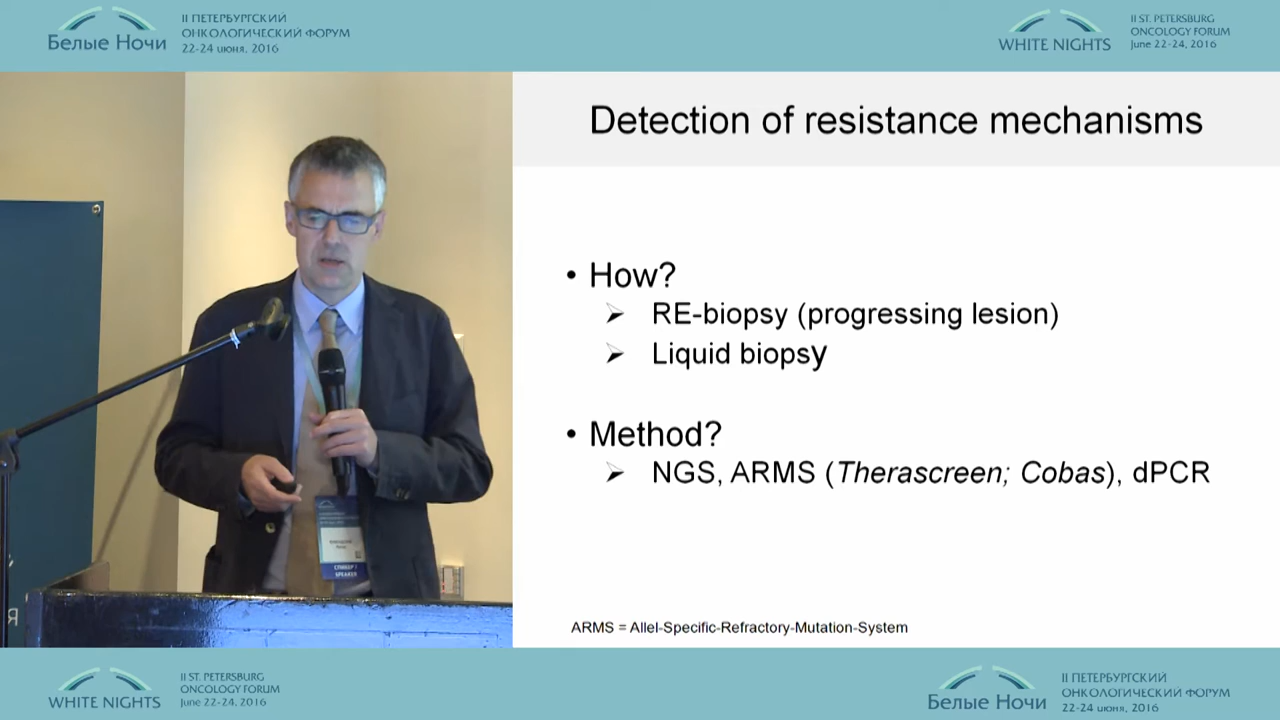 II ПЕТЕРБУРГСКИЙ
ОНКОЛОГИЧЕСКИЙ ФОРУМ
Белые Ночи
22-24 июня, 2016
II ST. PETERSBURG
ONCOLOGY FORUM
WHITE NIGHTS
June 22-24, 2016
Detection of resistance mechanisms
• How?
➢ RE-biopsy (progressing lesion)
➢ Liquid biopsy
• Method?
➢ NGS, ARMS (Therascreen; Cobas), dPCR
ARMS = Allel-Specific-Refractory-Mutation-System
SPEAKER
II ST. PETERSBURG
ONCOLOGY FORUM
WHITE NIGHTS
June 22-24, 2016
II ПЕТЕРБУРГСКИЙ
ОНКОЛОГИЧЕСКИЙ ФОРУМ
Белые Ночи
22-24 июня, 2016